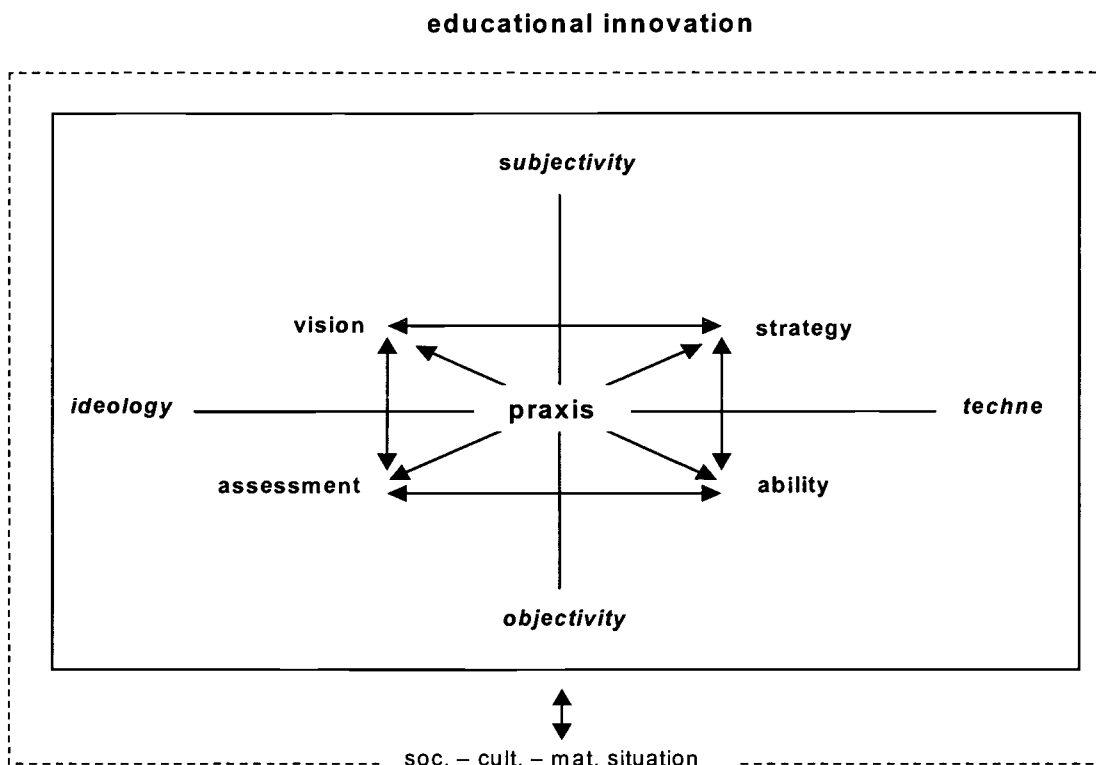 educational innovation
subjectivity
vision
strategy
ideology
praxis
techne
assessment
ability
objectivity
soc. – cult. – mat. situation